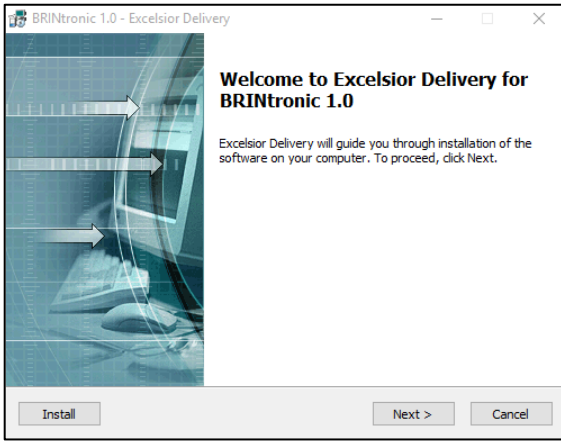 BRINtronic 1.0 - Excelsior Delivery
Welcome to Excelsior Delivery for
BRINtronic 1.0
Excelsior Delivery will guide you through installation of the
software on your computer. To proceed, click Next.
Install
Next >
Cancel